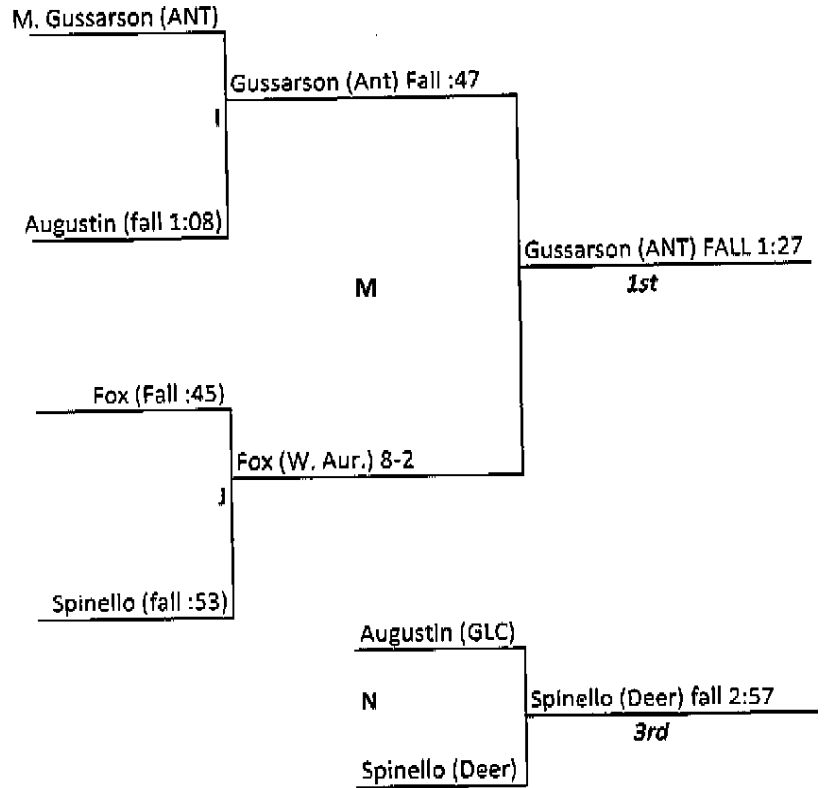 M. Gussarson (ANT)
Gussarson (Ant) Fall :47
I
Augustin (fall 1:08)
Gussarson (ANT) FALL 1:27
1st
M
Fox (Fall :45)
Fox (W. Aur.) 8-2
J
Spinello (fall :53)
Augustin (GLC)
N
Spinello (Deer) fall 2:57
3rd
Spinello (Deer)